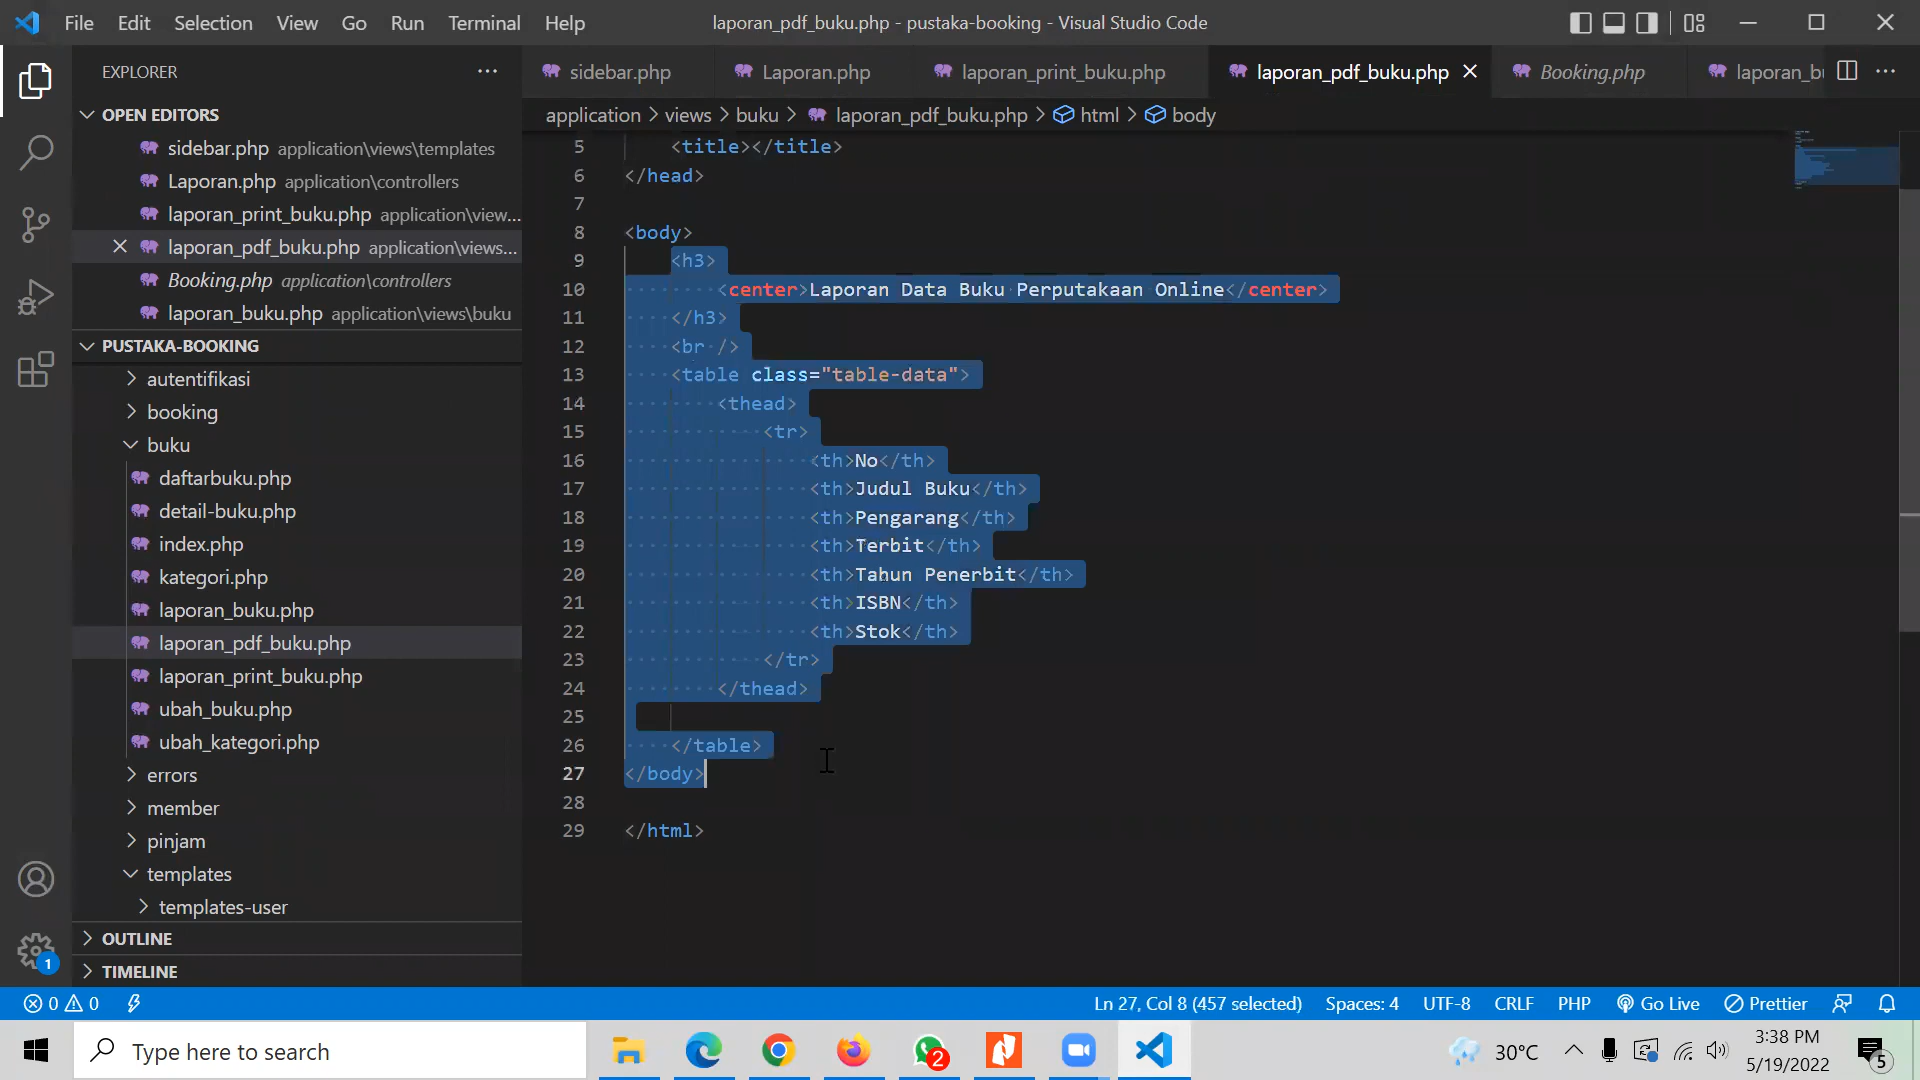 File Edit Selection View Go Run Terminal Help laporan_pdf_buku.php - pustaka-booking - Visual Studio Code
EXPLORER ...
sidebar.php Laporan.php laporan_print_buku.php laporan_pdf_buku.php Booking.php laporan_bu ...
application > views > buku > laporan_pdf_buku.php > html > body
OPEN EDITORS
sidebar.php application\views\templates
Laporan.php application\controllers
laporan_print_buku.php application\view...
laporan_pdf_buku.php application\views...
Booking.php application\controllers
laporan_buku.php application\views\buku
PUSTAKA-BOOKING
autentifikasi
booking
buku
daftarbuku.php
detail-buku.php
index.php
kategori.php
laporan_buku.php
laporan_pdf_buku.php
laporan_print_buku.php
ubah_buku.php
ubah_kategori.php
errors
member
pinjam
templates
templates-user
OUTLINE
TIMELINE
5 <title></title>
6 </head>
7
8 <body>
9 <h3>
10 <center>Laporan Data Buku Perputakaan Online</center>
11 </h3>
12 <br />
13 <table class="table-data">
14 <thead>
15 <tr>
16 <th>No</th>
17 <th>Judul Buku</th>
18 <th>Pengarang</th>
19 <th>Terbit</th>
20 <th>Tahun Penerbit</th>
21 <th>ISBN</th>
22 <th>Stok</th>
23 </tr>
24 </thead>
25
26 </table>
27 </body>
28
29 </html>
1
0 0 Ln 27, Col 8 (457 selected) Spaces: 4 UTF-8 CRLF PHP Go Live Prettier
Type here to search 2 30°C 3:38 PM
5/19/2022 5